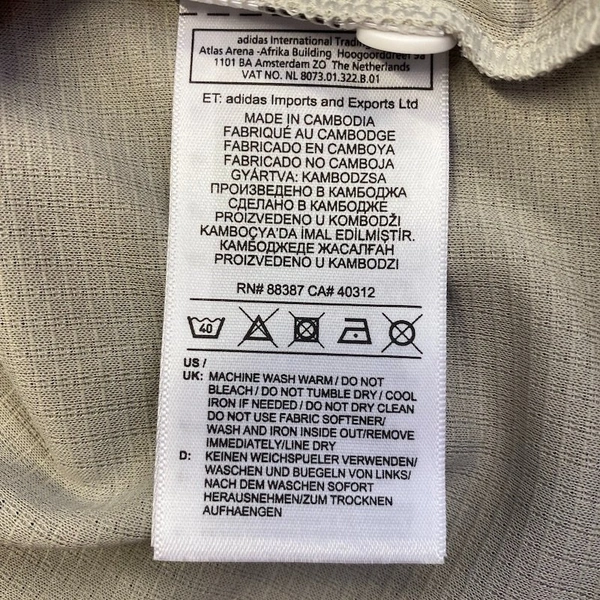 adidas International Trading
Atlas Arena -Afrika Building Hoogoorddreef 9a
1101 BA Amsterdam ZO The Netherlands
VAT NO. NL 8073.01.322.B.01
ET: adidas Imports and Exports Ltd
MADE IN CAMBODIA
FABRIQUÉ AU CAMBODGE
FABRICADO EN CAMBOYA
FABRICADO NO CAMBOJA
GYÁRTVA: KAMBODZSA
ПРОИЗВЕДЕНО В КАМБОДЖА
СДЕЛАНО В КАМБОДЖЕ
PROIZVEDENO U KOMBODŽI
KAMBOÇYA'DA İMAL EDİLMİŞTİR.
КАМБОДЖЕДЕ ЖАСАЛҒАН
PROIZVEDENO U KAMBODZI
RN# 88387 CA# 40312
40
US /
UK: MACHINE WASH WARM / DO NOT
BLEACH / DO NOT TUMBLE DRY / COOL
IRON IF NEEDED / DO NOT DRY CLEAN
DO NOT USE FABRIC SOFTENER/
WASH AND IRON INSIDE OUT/REMOVE
IMMEDIATELY/LINE DRY
D: KEINEN WEICHSPUELER VERWENDEN/
WASCHEN UND BUEGELN VON LINKS/
NACH DEM WASCHEN SOFORT
HERAUSNEHMEN/ZUM TROCKNEN
AUFHAENGEN